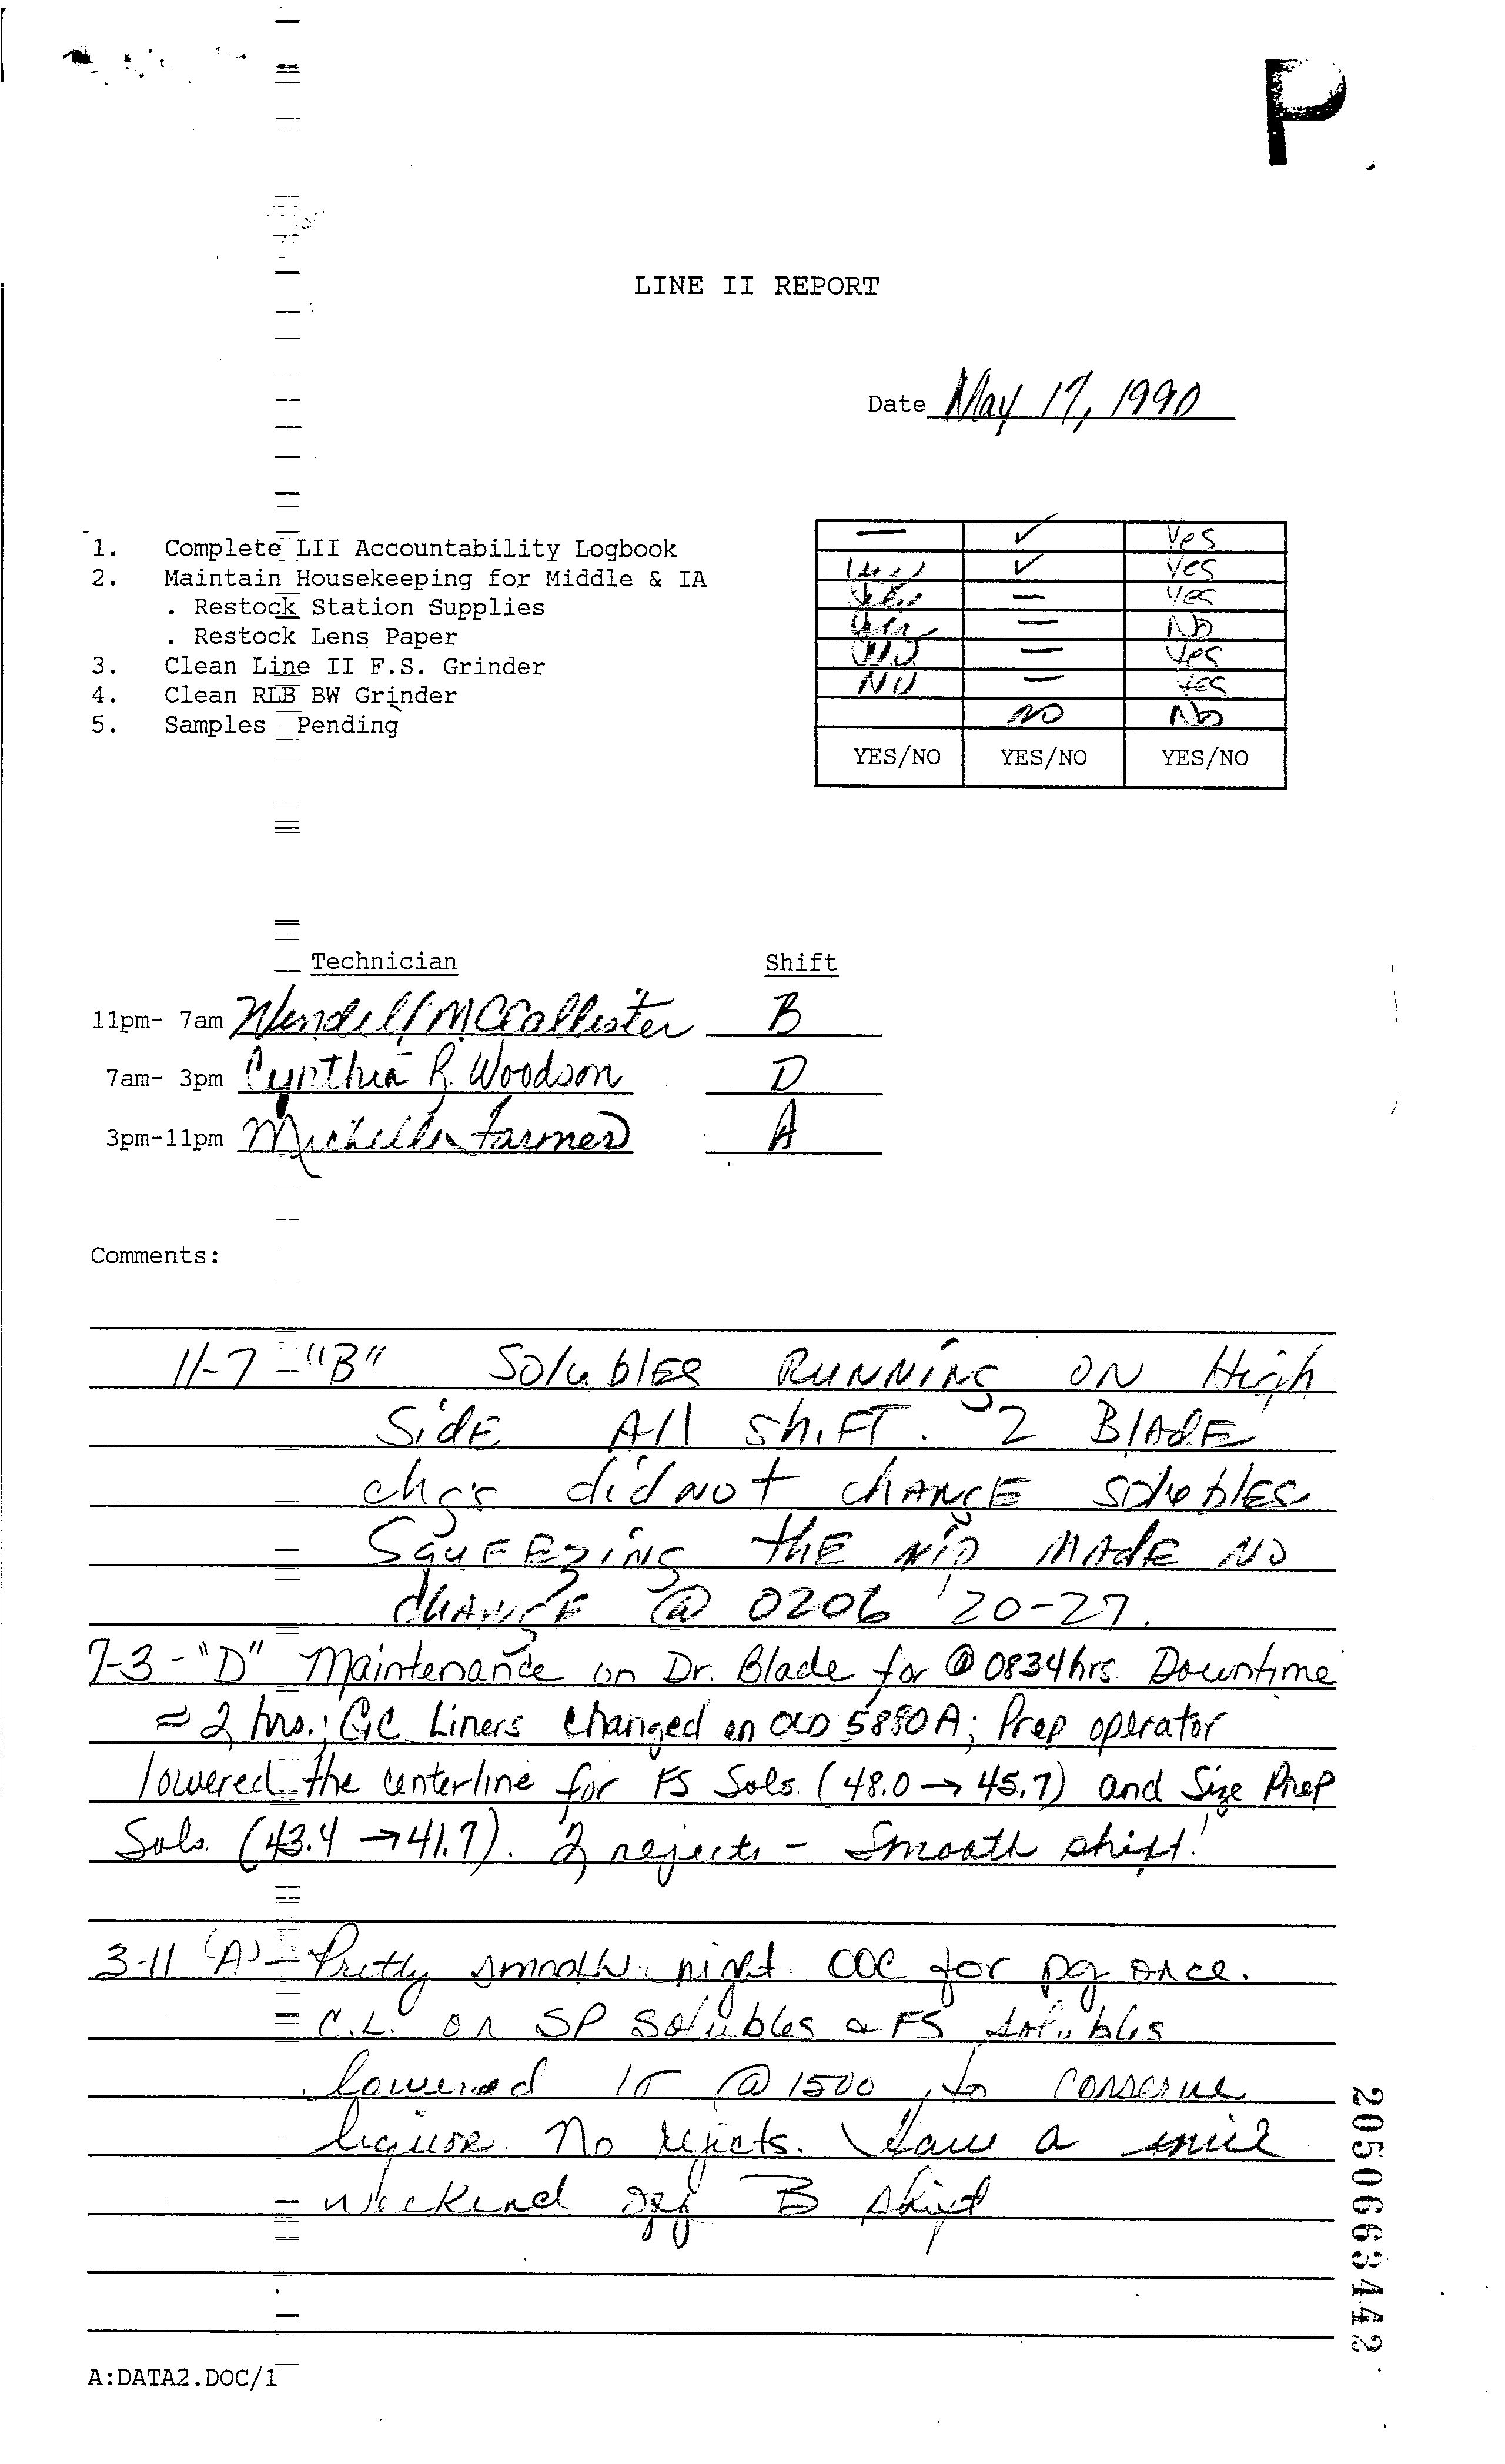 P
LINE II REPORT
Date May 17, 1990
1. Complete LII Accountability Logbook
2. Maintain Housekeeping for Middle & IA
. Restock Station Supplies
. Restock Lens Paper
3. Clean Line II F.S. Grinder
4. Clean RLB BW Grinder
5. Samples Pending
— ✓ Yes
✓ Yes
— Yes
— No
NO — Yes
NO — Yes
NO No
YES/NO YES/NO YES/NO
Technician Shift
11pm- 7am Wendell McCallister B
7am- 3pm Cynthia R. Woodson D
3pm-11pm Michelle Farmer A
Comments:
11-7 - "B" Solubles RUNNING ON High
SidE All ShiFT. 2 BlAdE
chg's did NOT chANGE solubles
SquEEzing thE NIP MAdE NO
CHANGE @ 0206 20-27.
7-3 - "D" Maintenance on Dr. Blade for @ 0834hrs. Downtime
≈ 2 hrs.; GC Liners changed on OLD 5880A; Prep operator
lowered the centerline for FS Sols. (48.0 → 45.7) and Size Prep
Sols. (43.4 → 41.7). 2 rejects - Smooth shift!
3-11 (A) - Pretty smooth night. OOC for pg once.
C.L. on SP Solubles & FS solubles
lowered 1σ @ 1500 to conserve
liquor. No rejects. Have a nice
weekend off B shift
2050663442
A:DATA2.DOC/1